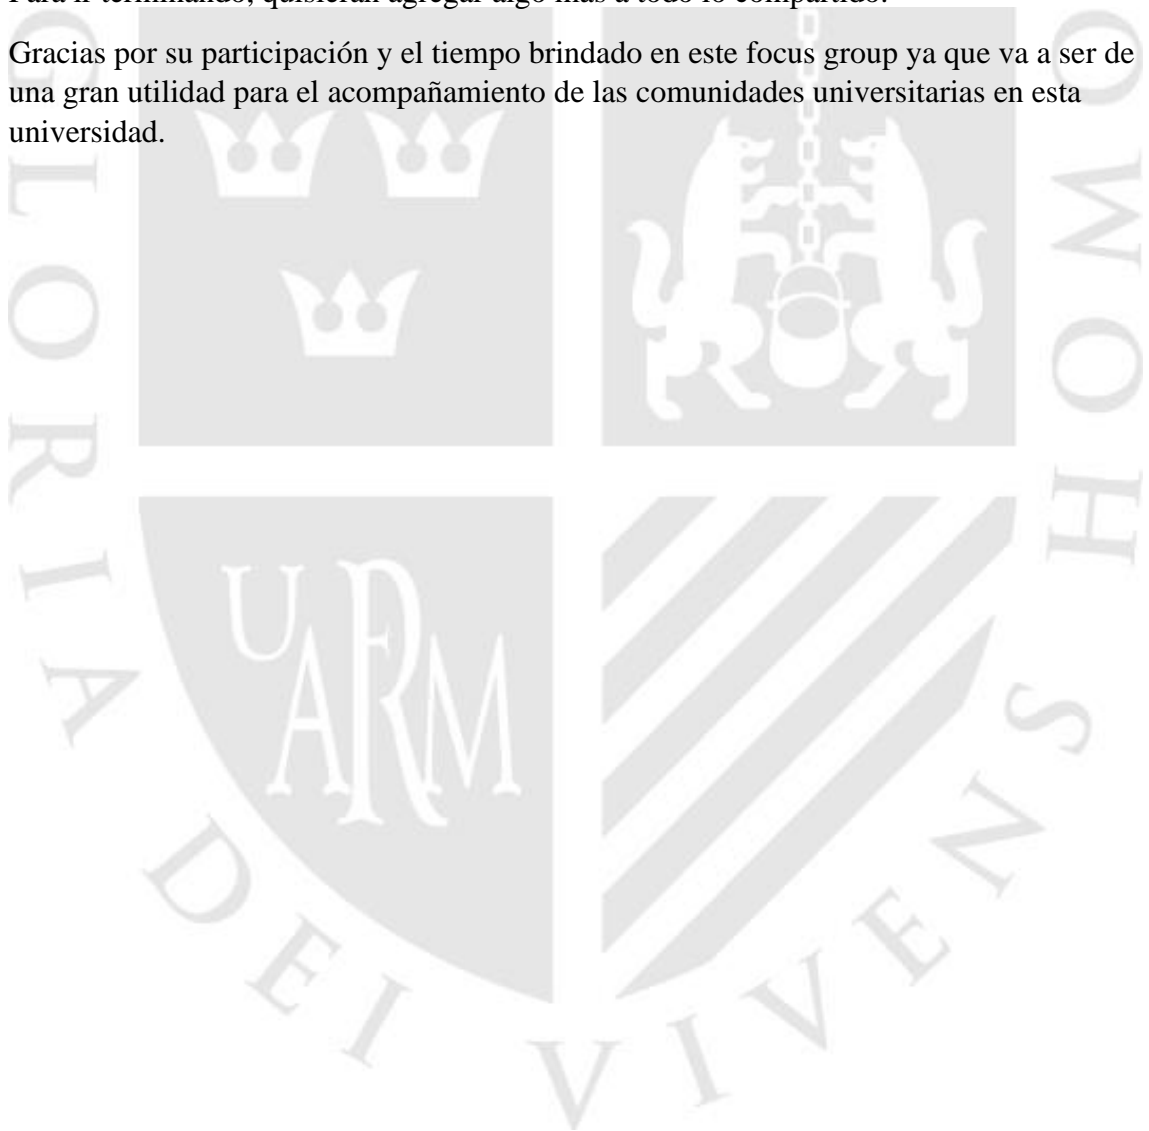 Para ir terminando, quisieran agregar algo más a todo lo compartido.
Gracias por su participación y el tiempo brindado en este focus group ya que va a ser de
una gran utilidad para el acompañamiento de las comunidades universitarias en esta
universidad.
GLORIA DEI VIVENS HOMO
UARM